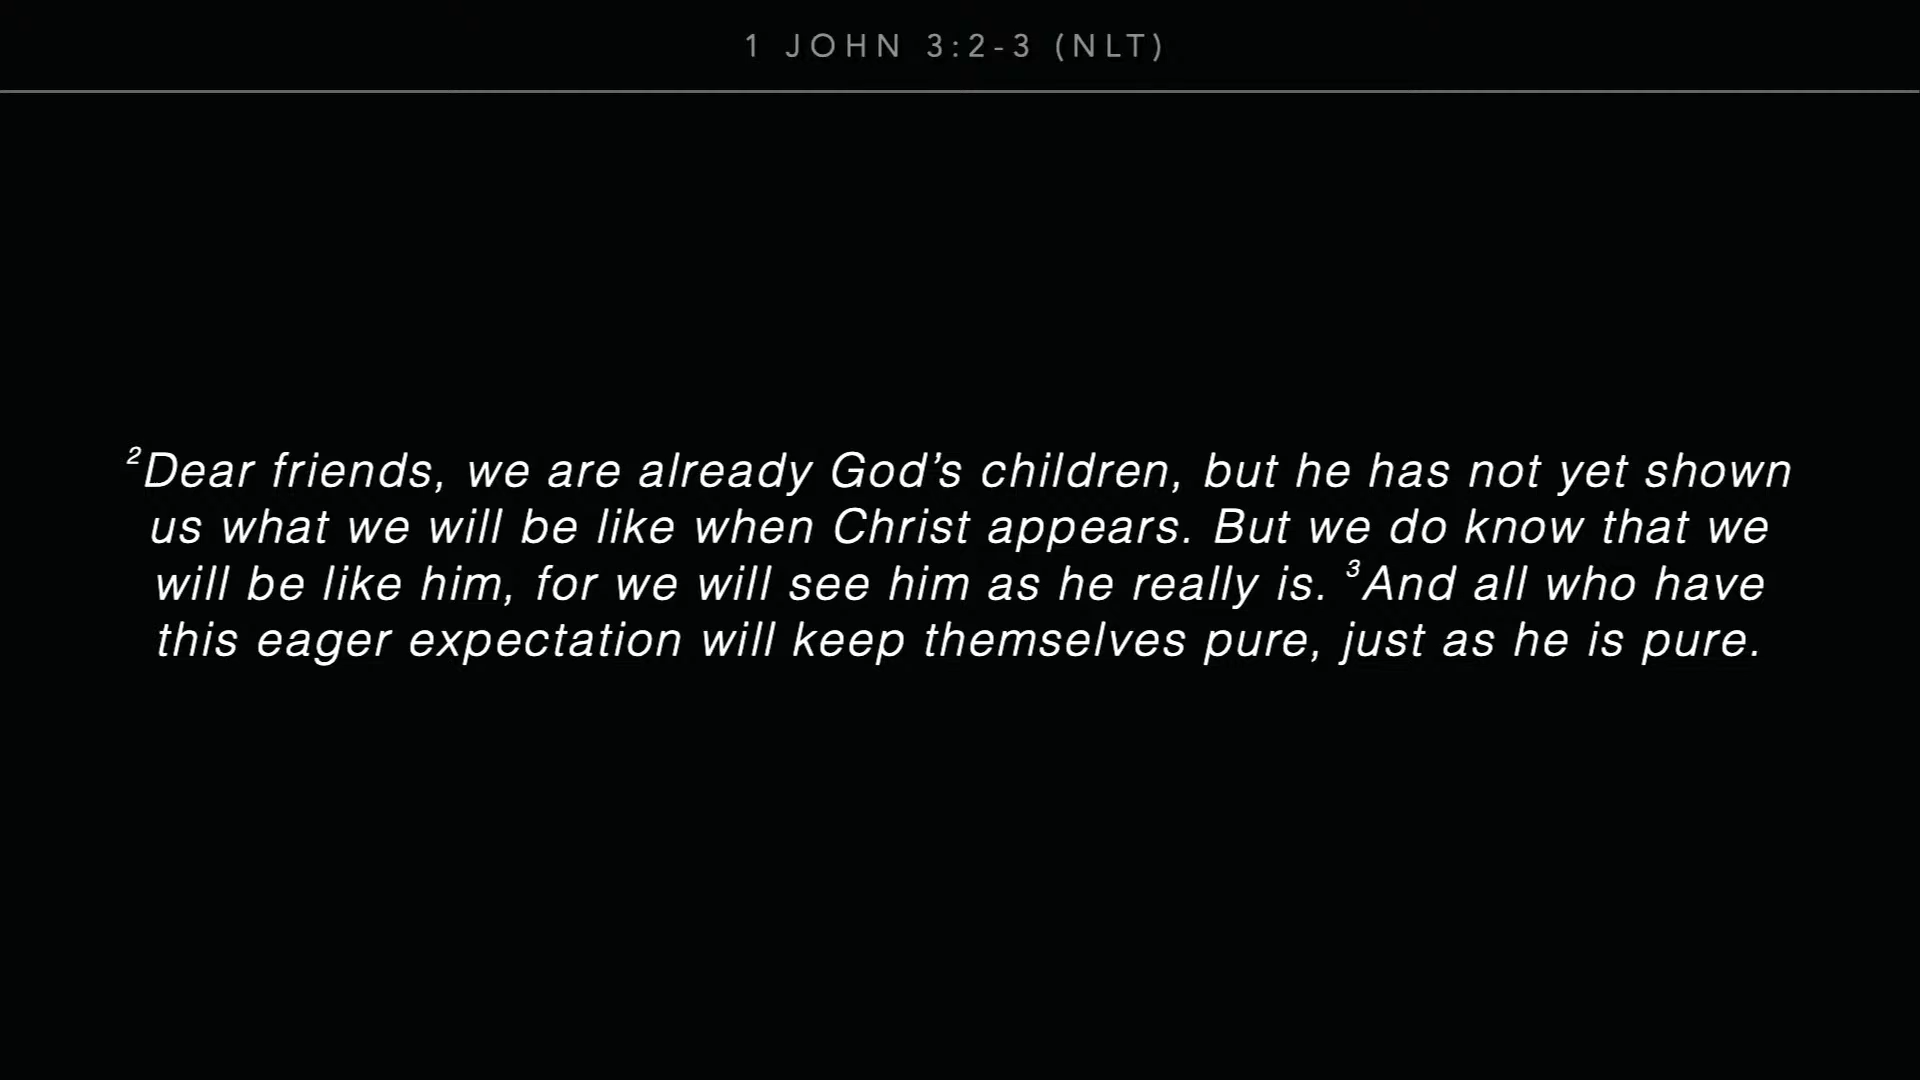 1 JOHN 3:2-3 (NLT)
²Dear friends, we are already God’s children, but he has not yet shown
us what we will be like when Christ appears. But we do know that we
will be like him, for we will see him as he really is. ³And all who have
this eager expectation will keep themselves pure, just as he is pure.